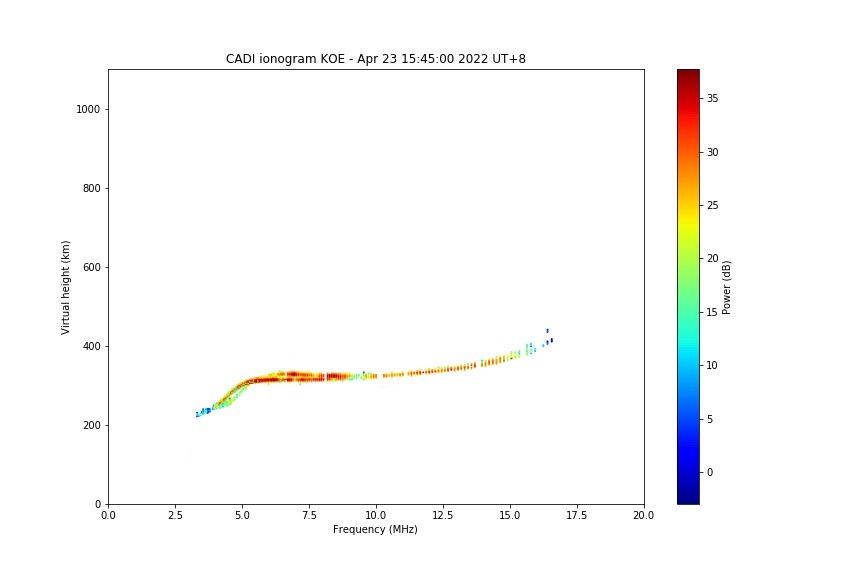 CADI ionogram KOE - Apr 23 15:45:00 2022 UT+8
1000
800
600
400
200
0
Virtual height (km)
0.0 2.5 5.0 7.5 10.0 12.5 15.0 17.5 20.0
Frequency (MHz)
35
30
25
20
15
10
5
0
Power (dB)